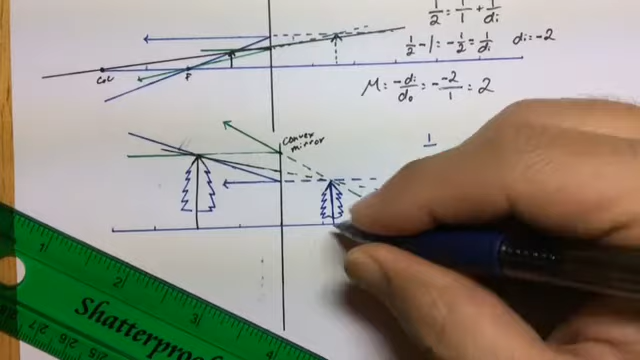 1/2 = 1/1 + 1/di
1/2 - 1 = -1/2 = 1/di   di = -2
CoC
F
M = -di/do = - -2/1 = 2
convex
mirror
1
1 2 3 4
Shatterproof